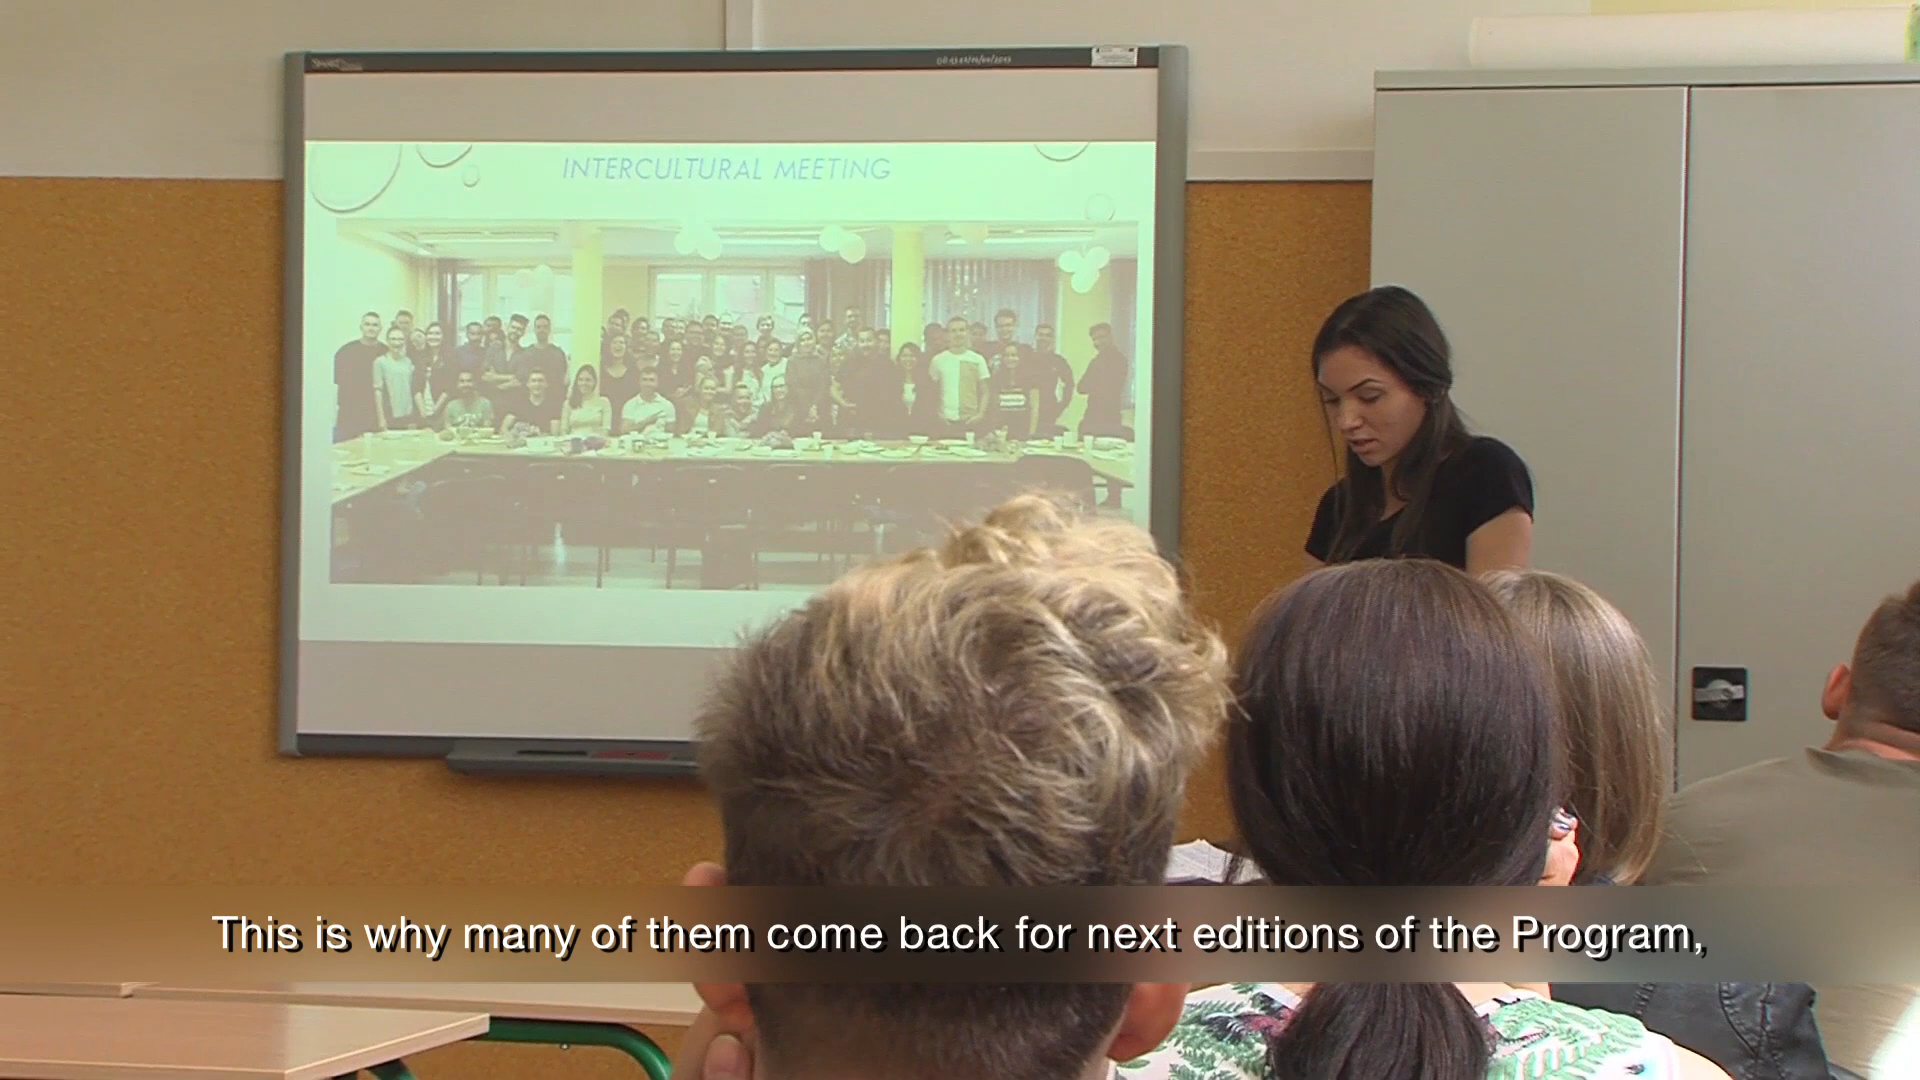 INTERCULTURAL MEETING
This is why many of them come back for next editions of the Program,